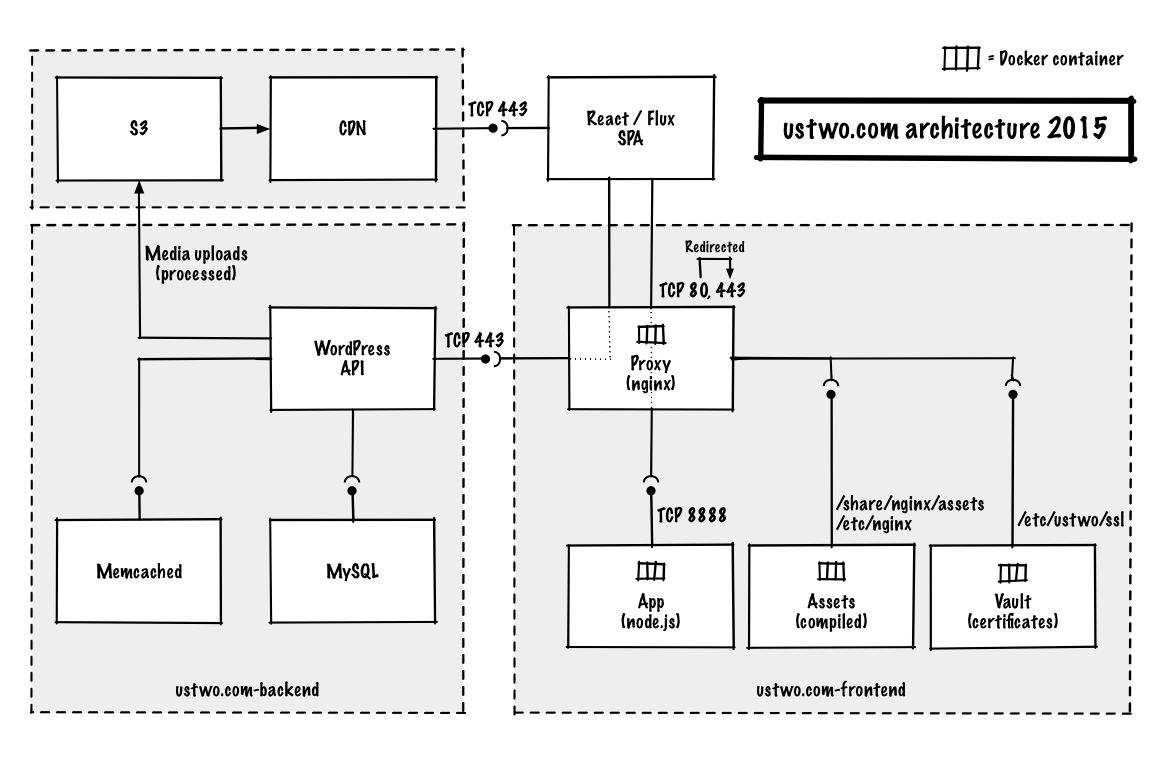 = Docker container
ustwo.com architecture 2015
S3
CDN
TCP 443
React / Flux
SPA
Media uploads
(processed)
Redirected
TCP 80, 443
WordPress
API
TCP 443
Proxy
(nginx)
/share/nginx/assets
/etc/nginx
/etc/ustwo/ssl
TCP 8888
Memcached
MySQL
App
(node.js)
Assets
(compiled)
Vault
(certificates)
ustwo.com-backend
ustwo.com-frontend